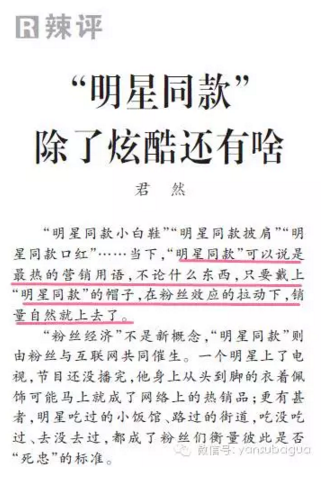 R辣评
“明星同款”
除了炫酷还有啥
君 然
“明星同款小白鞋”“明星同款披肩”“明
星同款口红”……当下，“明星同款”可以说是
最热的营销用语，不论什么东西，只要戴上
“明星同款”的帽子，在粉丝效应的拉动下，销
量自然就上去了。
“粉丝经济”不是新概念，“明星同款”则
由粉丝与互联网共同催生。一个明星上了电
视，节目还没播完，他身上从头到脚的衣着佩
饰可能马上就成了网络上的热销品；更有甚
者，明星吃过的小饭馆、路过的街道，吃没吃
过、去没去过，都成了粉丝们衡量彼此是否
“死忠”的标准。
微信号：yansubagua